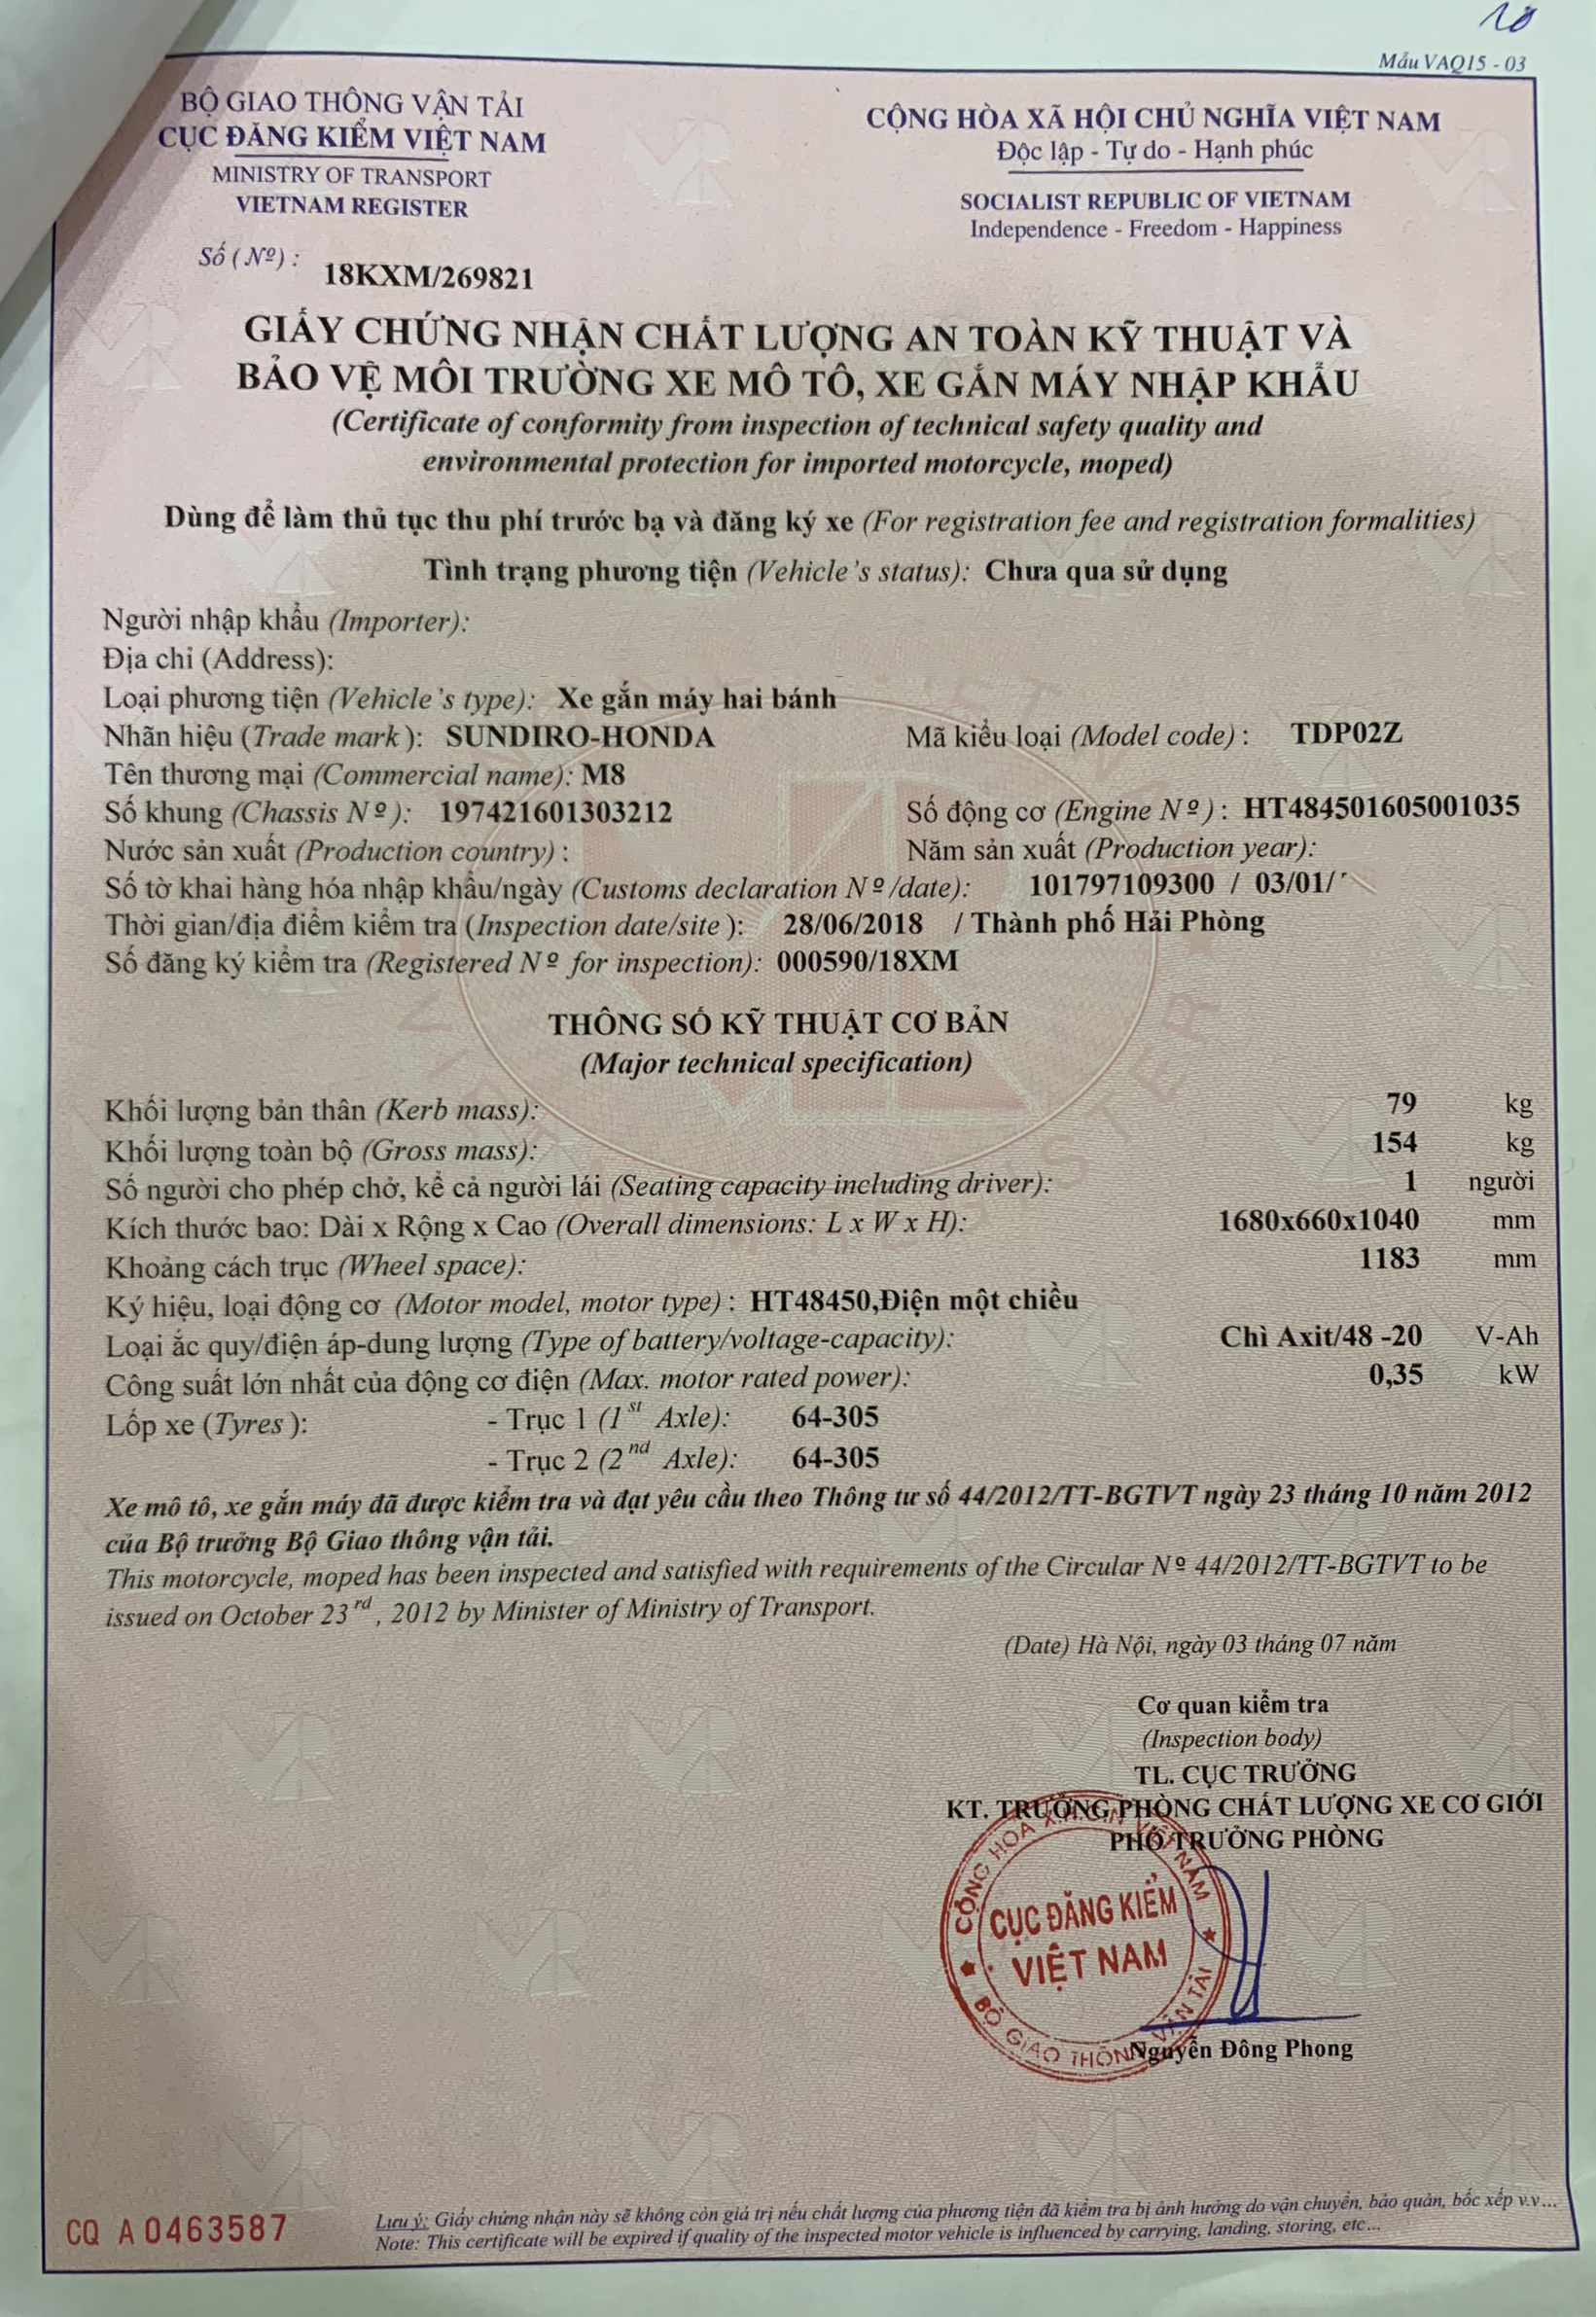 10
Mẫu VAQ15 - 03
BỘ GIAO THÔNG VẬN TẢI
CỤC ĐĂNG KIỂM VIỆT NAM
MINISTRY OF TRANSPORT
VIETNAM REGISTER
CỘNG HÒA XÃ HỘI CHỦ NGHĨA VIỆT NAM
Độc lập - Tự do - Hạnh phúc
SOCIALIST REPUBLIC OF VIETNAM
Independence - Freedom - Happiness
Số (Nº) : 18KXM/269821
GIẤY CHỨNG NHẬN CHẤT LƯỢNG AN TOÀN KỸ THUẬT VÀ
BẢO VỆ MÔI TRƯỜNG XE MÔ TÔ, XE GẮN MÁY NHẬP KHẨU
(Certificate of conformity from inspection of technical safety quality and
environmental protection for imported motorcycle, moped)
Dùng để làm thủ tục thu phí trước bạ và đăng ký xe (For registration fee and registration formalities)
Tình trạng phương tiện (Vehicle's status): Chưa qua sử dụng
Người nhập khẩu (Importer):
Địa chỉ (Address):
Loại phương tiện (Vehicle's type): Xe gắn máy hai bánh
Nhãn hiệu (Trade mark): SUNDIRO-HONDA Mã kiểu loại (Model code) : TDP02Z
Tên thương mại (Commercial name): M8
Số khung (Chassis Nº): 197421601303212 Số động cơ (Engine Nº) : HT484501605001035
Nước sản xuất (Production country) : Năm sản xuất (Production year):
Số tờ khai hàng hóa nhập khẩu/ngày (Customs declaration Nº/date): 101797109300 / 03/01/
Thời gian/địa điểm kiểm tra (Inspection date/site ): 28/06/2018 / Thành phố Hải Phòng
Số đăng ký kiểm tra (Registered Nº for inspection): 000590/18XM
THÔNG SỐ KỸ THUẬT CƠ BẢN
(Major technical specification)
Khối lượng bản thân (Kerb mass): 79 kg
Khối lượng toàn bộ (Gross mass): 154 kg
Số người cho phép chở, kể cả người lái (Seating capacity including driver): 1 người
Kích thước bao: Dài x Rộng x Cao (Overall dimensions: L x W x H): 1680x660x1040 mm
Khoảng cách trục (Wheel space): 1183 mm
Ký hiệu, loại động cơ (Motor model, motor type) : HT48450,Điện một chiều
Loại ắc quy/điện áp-dung lượng (Type of battery/voltage-capacity): Chì Axit/48 -20 V-Ah
Công suất lớn nhất của động cơ điện (Max. motor rated power): 0,35 kW
Lốp xe (Tyres ): - Trục 1 (1st Axle): 64-305
- Trục 2 (2nd Axle): 64-305
Xe mô tô, xe gắn máy đã được kiểm tra và đạt yêu cầu theo Thông tư số 44/2012/TT-BGTVT ngày 23 tháng 10 năm 2012
của Bộ trưởng Bộ Giao thông vận tải.
This motorcycle, moped has been inspected and satisfied with requirements of the Circular Nº 44/2012/TT-BGTVT to be
issued on October 23rd, 2012 by Minister of Ministry of Transport.
(Date) Hà Nội, ngày 03 tháng 07 năm
Cơ quan kiểm tra
(Inspection body)
TL. CỤC TRƯỞNG
KT. TRƯỞNG PHÒNG CHẤT LƯỢNG XE CƠ GIỚI
PHÓ TRƯỞNG PHÒNG
CỤC ĐĂNG KIỂM
VIỆT NAM
BỘ GIAO THÔNG VẬN TẢI
Nguyễn Đông Phong
CQ A 0463587
Lưu ý: Giấy chứng nhận này sẽ không còn giá trị nếu chất lượng của phương tiện đã kiểm tra bị ảnh hưởng do vận chuyển, bảo quản, bốc xếp v.v...
Note: This certificate will be expired if quality of the inspected motor vehicle is influenced by carrying, landing, storing, etc...